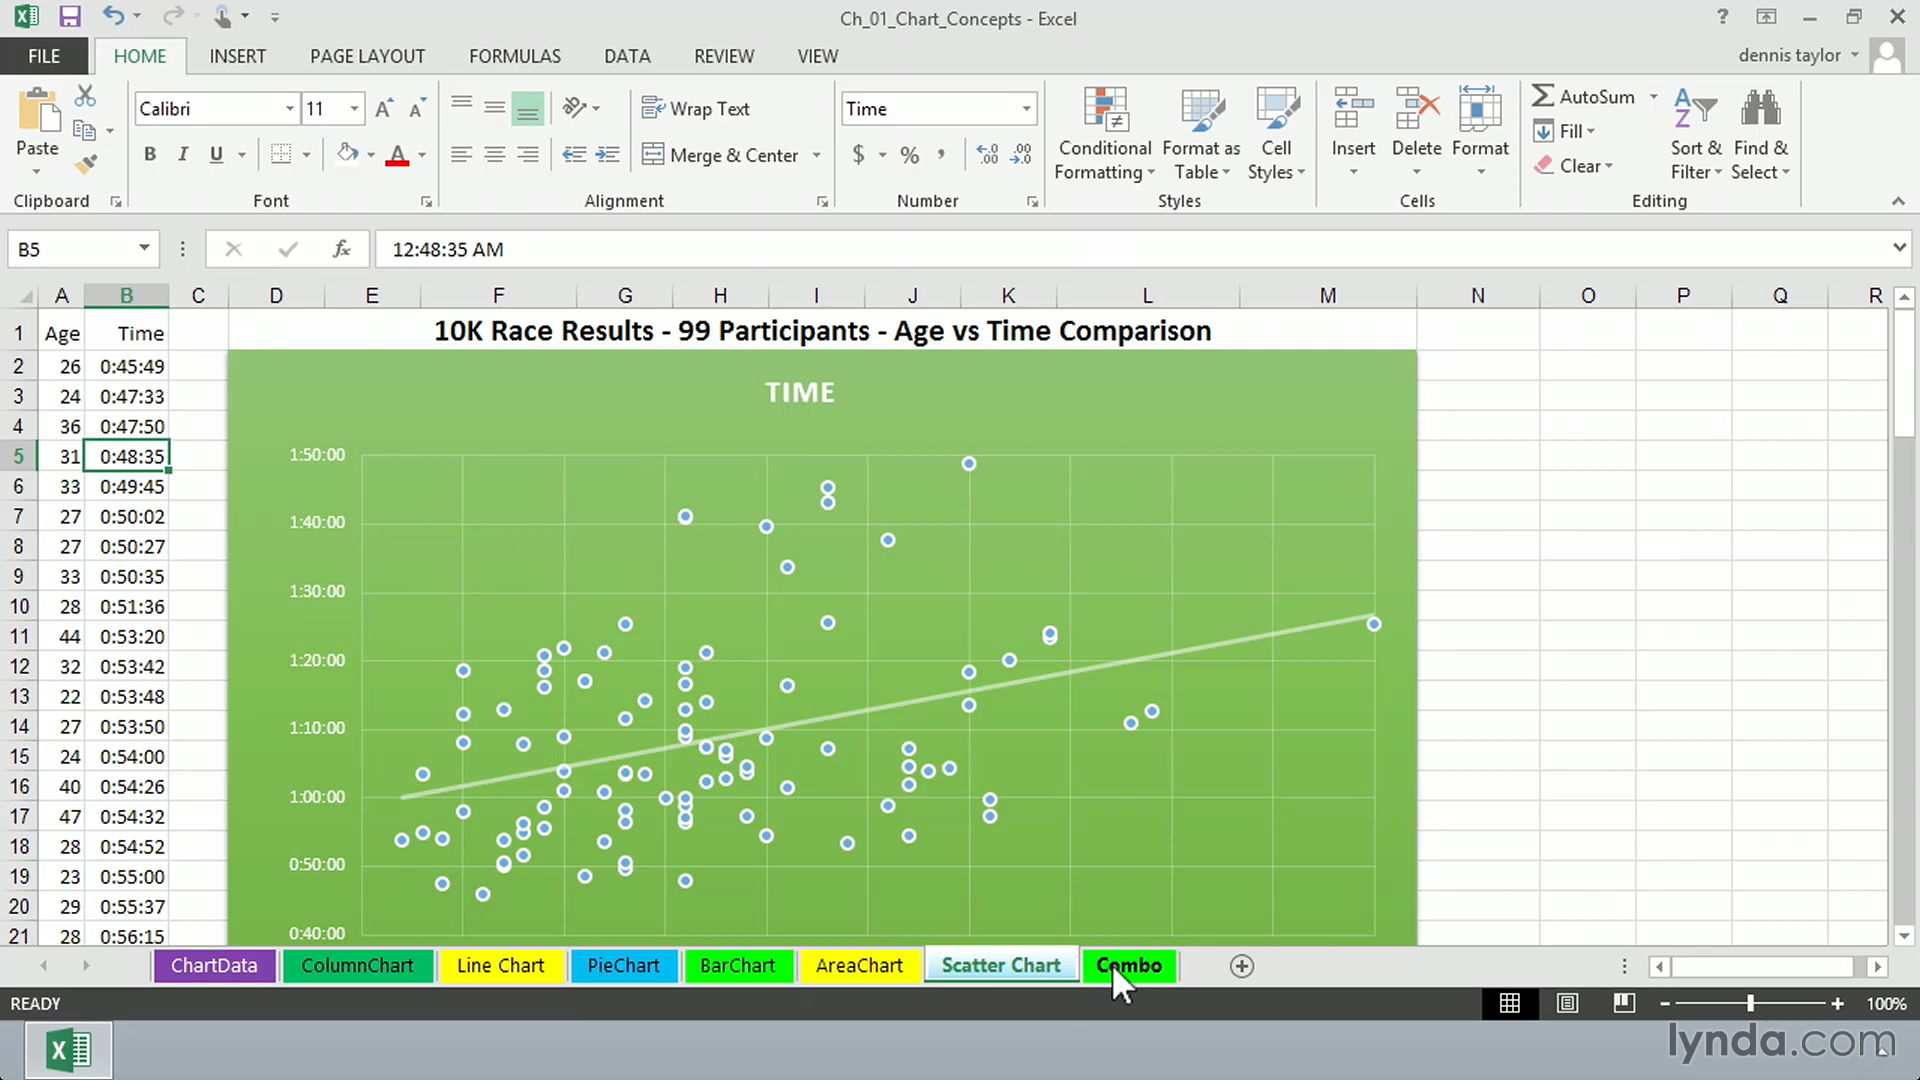 Ch_01_Chart_Concepts - Excel
?
FILE HOME INSERT PAGE LAYOUT FORMULAS DATA REVIEW VIEW
dennis taylor
Paste
Calibri 11
B I U A
Wrap Text
Merge & Center
Time
$ %
Conditional Formatting
Format as Table
Cell Styles
Insert Delete Format
AutoSum
Fill
Clear
Sort & Filter
Find & Select
Clipboard Font Alignment Number Styles Cells Editing
B5 fx 12:48:35 AM
A B C D E F G H I J K L M N O P Q R
1 Age Time 10K Race Results - 99 Participants - Age vs Time Comparison
2 26 0:45:49
3 24 0:47:33
4 36 0:47:50
5 31 0:48:35
6 33 0:49:45
7 27 0:50:02
8 27 0:50:27
9 33 0:50:35
10 28 0:51:36
11 44 0:53:20
12 32 0:53:42
13 22 0:53:48
14 27 0:53:50
15 24 0:54:00
16 40 0:54:26
17 47 0:54:32
18 28 0:54:52
19 23 0:55:00
20 29 0:55:37
21 28 0:56:15
TIME
1:50:00
1:40:00
1:30:00
1:20:00
1:10:00
1:00:00
0:50:00
0:40:00
ChartData ColumnChart Line Chart PieChart BarChart AreaChart Scatter Chart Combo
READY 100%
lynda.com